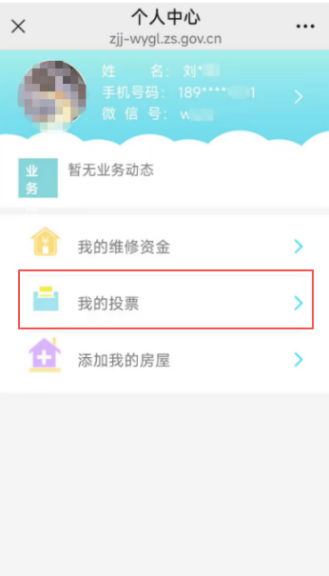 个人中心
zjj-wygl.zs.gov.cn
姓 名: 刘*
手机号码: 189**** 1
微 信 号: w
业务
暂无业务动态
我的维修资金
我的投票
添加我的房屋